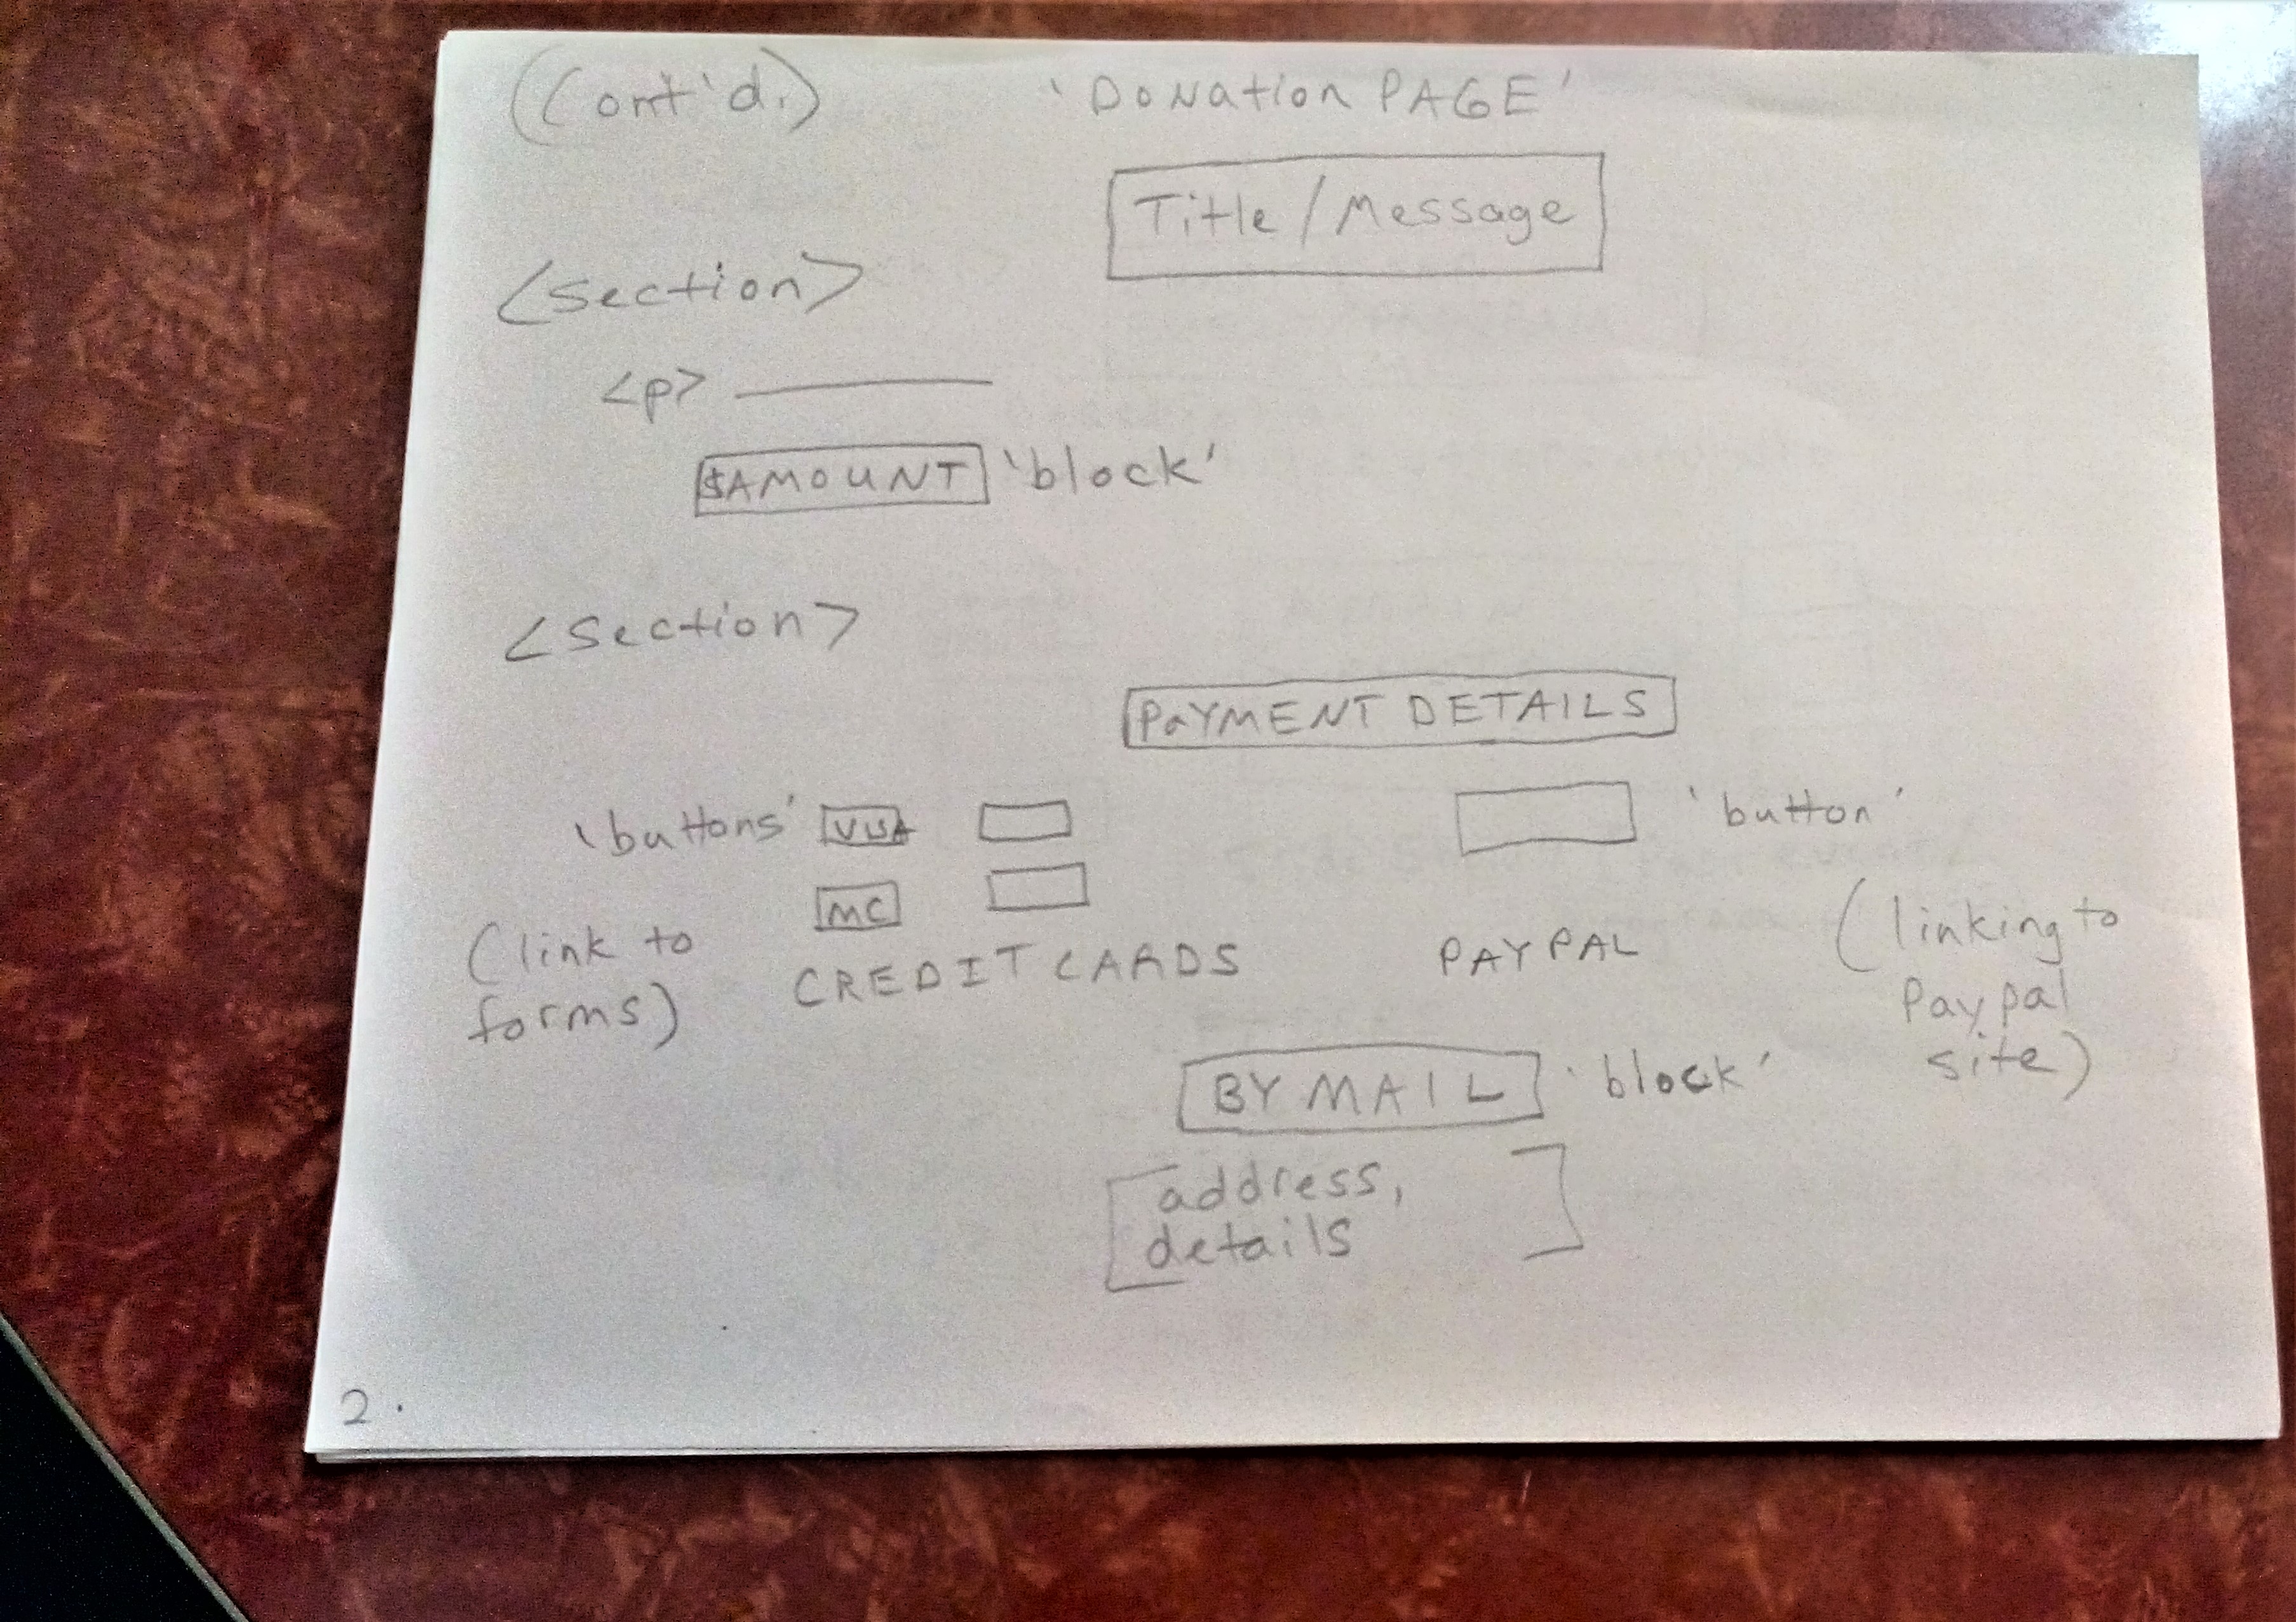 (Cont'd.)
'DONation PAGE'
Title/Message
<section>
<p>
$AMOUNT 'block'
<section>
PaYMENT DETAILS
'buttons' VISA
MC
(link to
forms)
CREDIT CARDS
'button'
PAYPAL
(linking to
Paypal
site)
BY MAIL 'block'
address,
details
2.